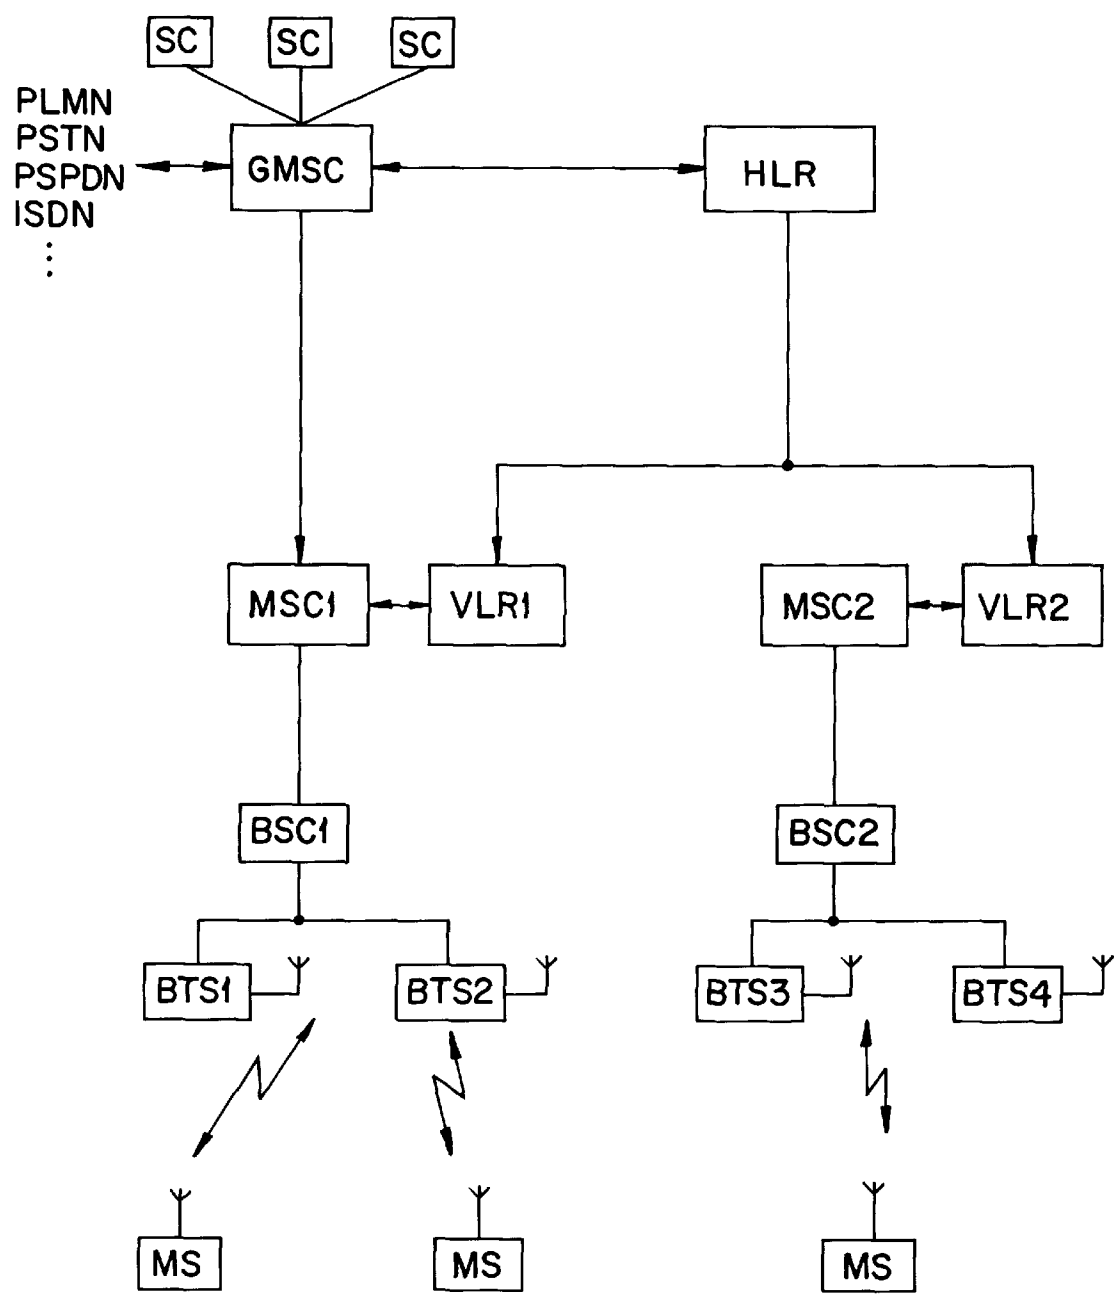 SC
SC
SC
PLMN
PSTN
PSPDN
ISDN
⋮
GMSC
HLR
MSC1
VLR1
MSC2
VLR2
BSC1
BSC2
BTS1
BTS2
BTS3
BTS4
MS
MS
MS